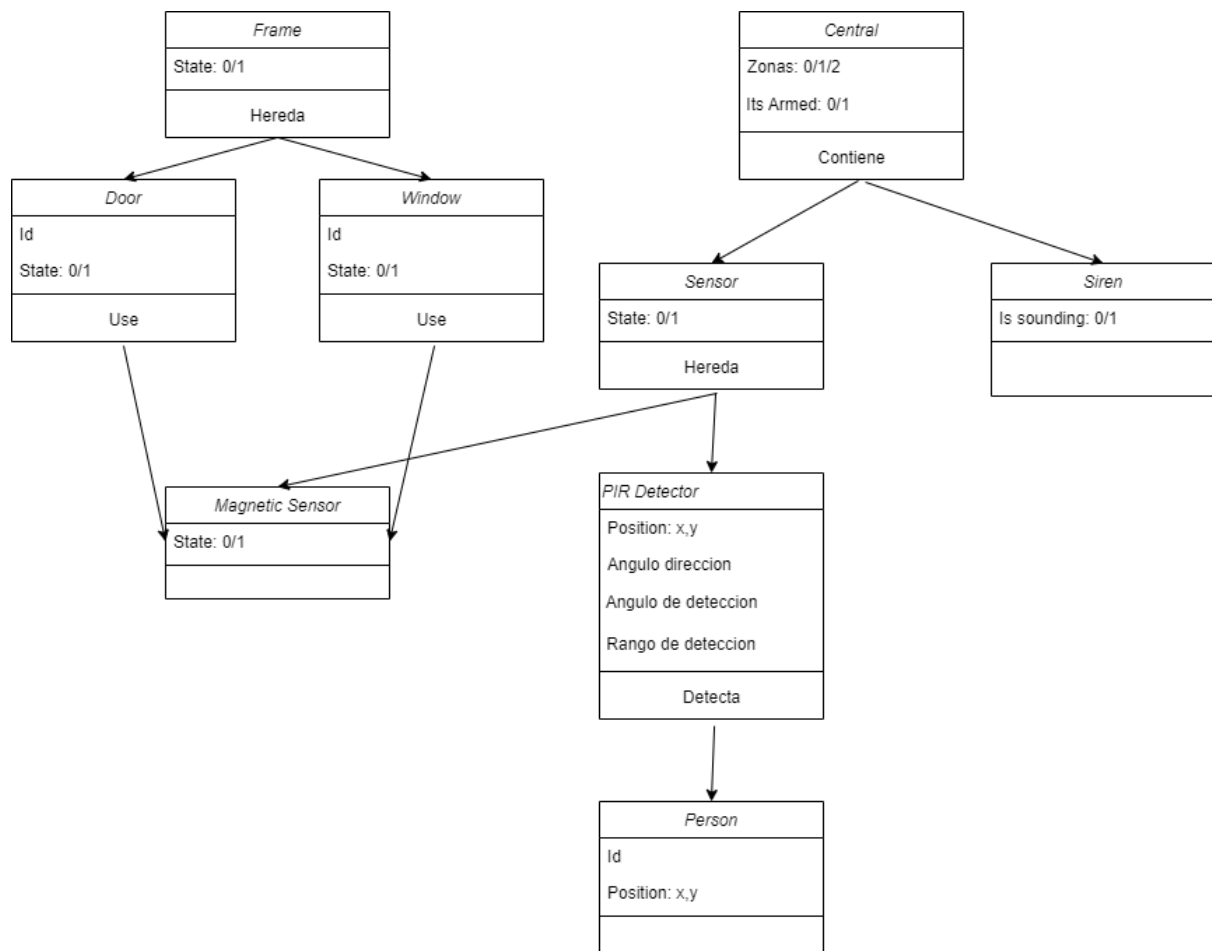 Frame
State: 0/1
Hereda
Central
Zonas: 0/1/2
Its Armed: 0/1
Contiene
Door
Id
State: 0/1
Use
Window
Id
State: 0/1
Use
Sensor
State: 0/1
Hereda
Siren
Is sounding: 0/1
Magnetic Sensor
State: 0/1
PIR Detector
Position: x,y
Angulo direccion
Angulo de deteccion
Rango de deteccion
Detecta
Person
Id
Position: x,y